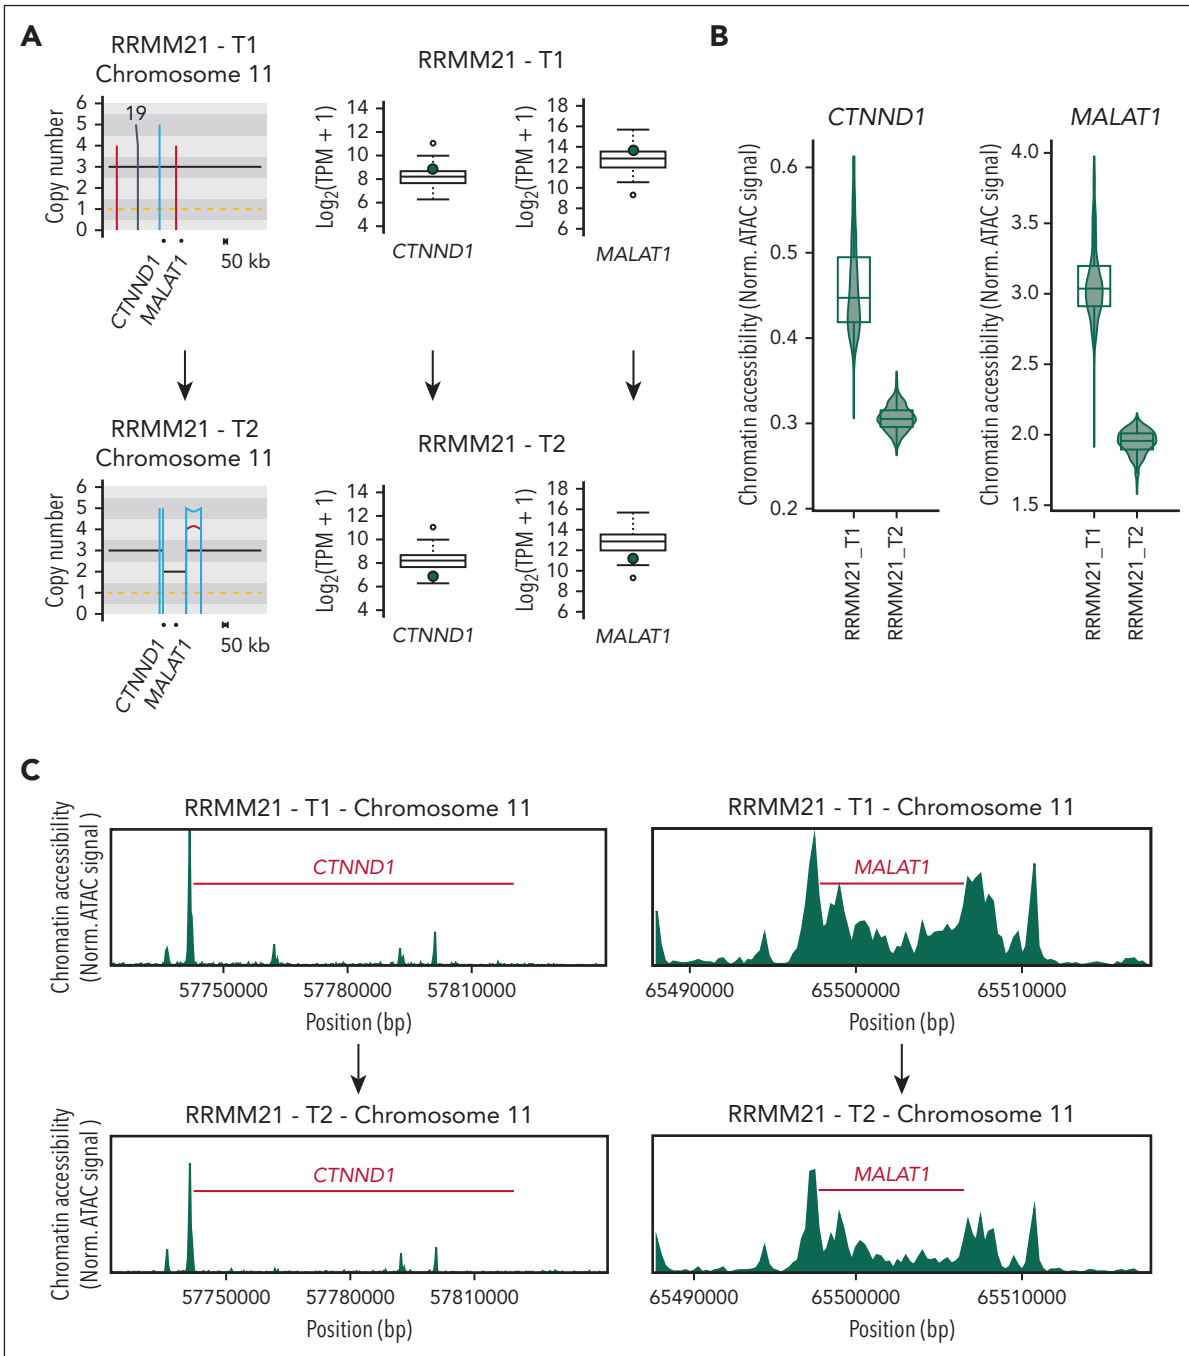 A
RRMM21 - T1
Chromosome 11
Copy number
6
5
4
3
2
1
0
19
CTNND1
MALAT1
50 kb
RRMM21 - T1
Log2(TPM + 1)
14
12
10
8
6
4
CTNND1
Log2(TPM + 1)
18
16
14
12
10
8
6
MALAT1
RRMM21 - T2
Chromosome 11
Copy number
6
5
4
3
2
1
0
CTNND1
MALAT1
50 kb
RRMM21 - T2
Log2(TPM + 1)
14
12
10
8
6
4
CTNND1
Log2(TPM + 1)
18
16
14
12
10
8
6
MALAT1
B
CTNND1
Chromatin accessibility (Norm. ATAC signal)
0.6
0.5
0.4
0.3
0.2
RRMM21_T1
RRMM21_T2
MALAT1
Chromatin accessibility (Norm. ATAC signal)
4.0
3.5
3.0
2.5
2.0
1.5
RRMM21_T1
RRMM21_T2
C
RRMM21 - T1 - Chromosome 11
Chromatin accessibility
(Norm. ATAC signal )
CTNND1
57750000 57780000 57810000
Position (bp)
RRMM21 - T1 - Chromosome 11
MALAT1
65490000 65500000 65510000
Position (bp)
RRMM21 - T2 - Chromosome 11
Chromatin accessibility
(Norm. ATAC signal )
CTNND1
57750000 57780000 57810000
Position (bp)
RRMM21 - T2 - Chromosome 11
MALAT1
65490000 65500000 65510000
Position (bp)